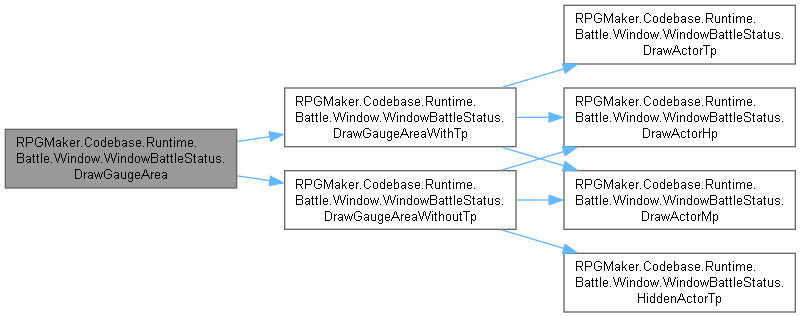 RPGMaker.Codebase.Runtime.
Battle.Window.WindowBattleStatus.
DrawGaugeArea
RPGMaker.Codebase.Runtime.
Battle.Window.WindowBattleStatus.
DrawGaugeAreaWithTp
RPGMaker.Codebase.Runtime.
Battle.Window.WindowBattleStatus.
DrawGaugeAreaWithoutTp
RPGMaker.Codebase.Runtime.
Battle.Window.WindowBattleStatus.
DrawActorTp
RPGMaker.Codebase.Runtime.
Battle.Window.WindowBattleStatus.
DrawActorHp
RPGMaker.Codebase.Runtime.
Battle.Window.WindowBattleStatus.
DrawActorMp
RPGMaker.Codebase.Runtime.
Battle.Window.WindowBattleStatus.
HiddenActorTp